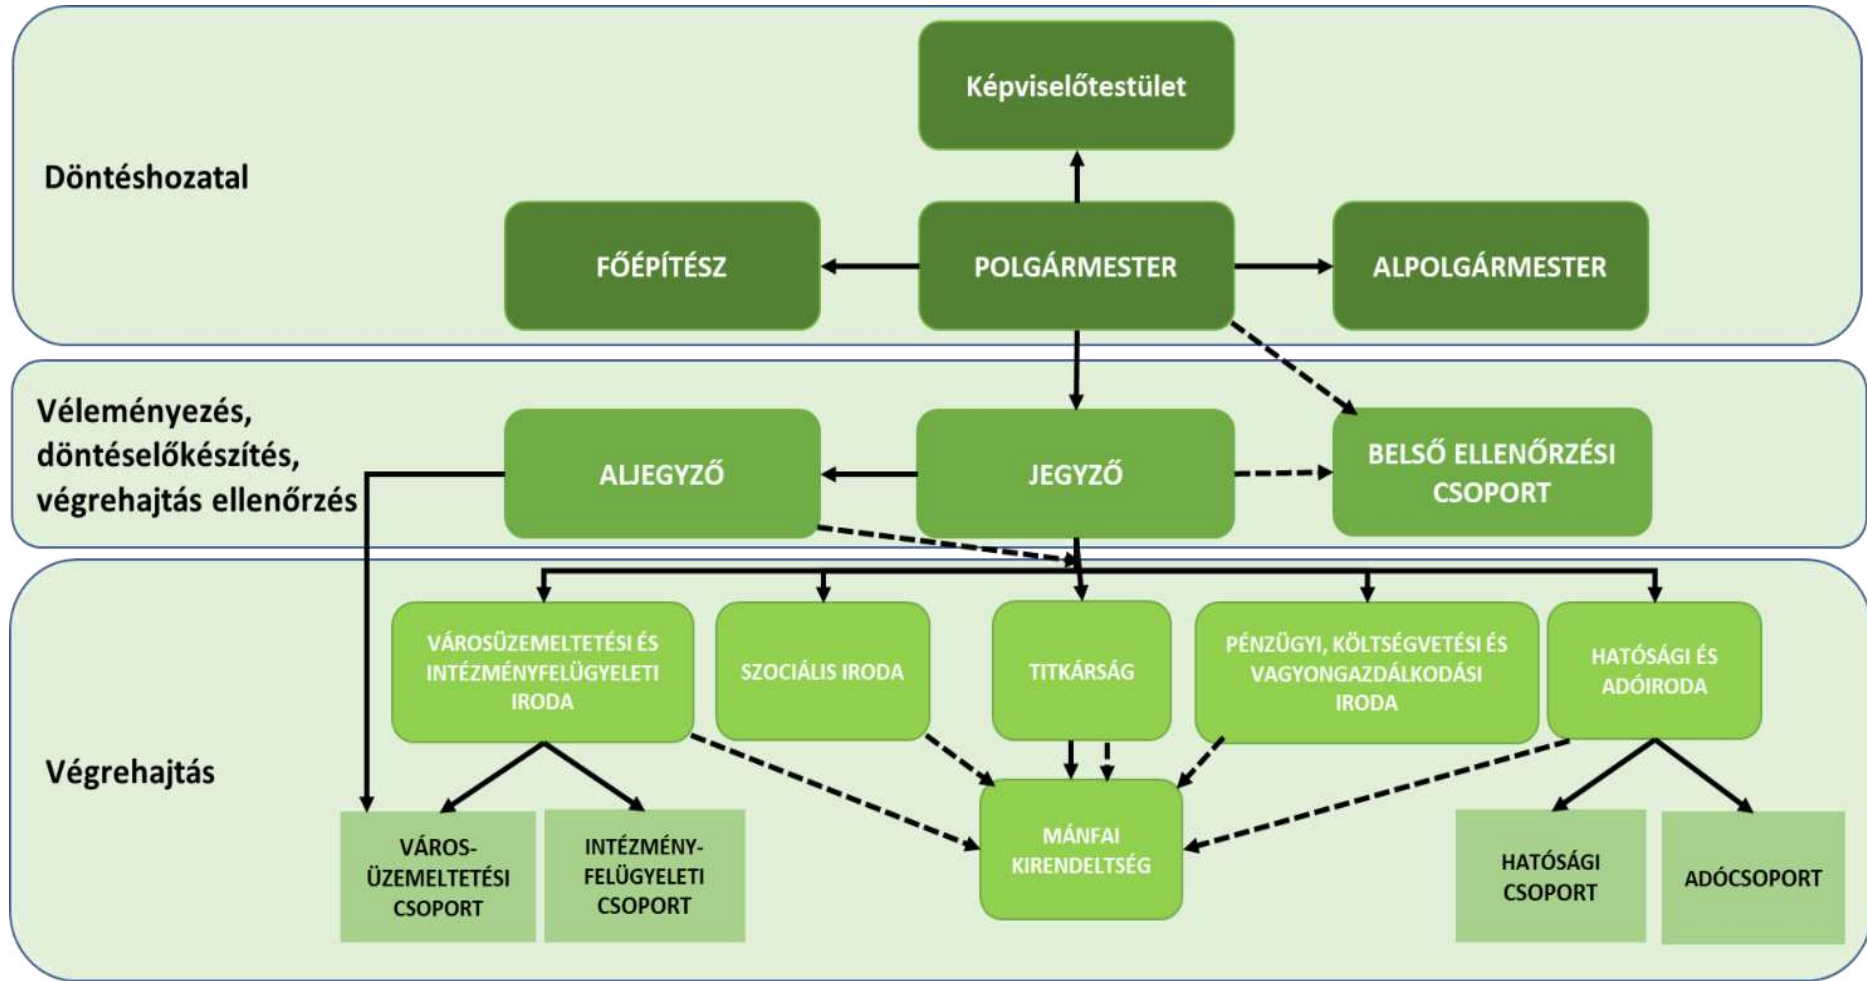 Képviselőtestület
Döntéshozatal
FŐÉPÍTÉSZ
POLGÁRMESTER
ALPOLGÁRMESTER
Véleményezés,
döntéselőkészítés,
végrehajtás ellenőrzés
ALJEGYZŐ
JEGYZŐ
BELSŐ ELLENŐRZÉSI
CSOPORT
VÁROSÜZEMELTETÉSI ÉS
INTÉZMÉNYFELÜGYELETI
IRODA
SZOCIÁLIS IRODA
TITKÁRSÁG
PÉNZÜGYI, KÖLTSÉGVETÉSI ÉS
VAGYONGAZDÁLKODÁSI
IRODA
HATÓSÁGI ÉS
ADÓIRODA
Végrehajtás
VÁROS-
ÜZEMELTETÉSI
CSOPORT
INTÉZMÉNY-
FELÜGYELETI
CSOPORT
MÁNFAI
KIRENDELTSÉG
HATÓSÁGI
CSOPORT
ADÓCSOPORT